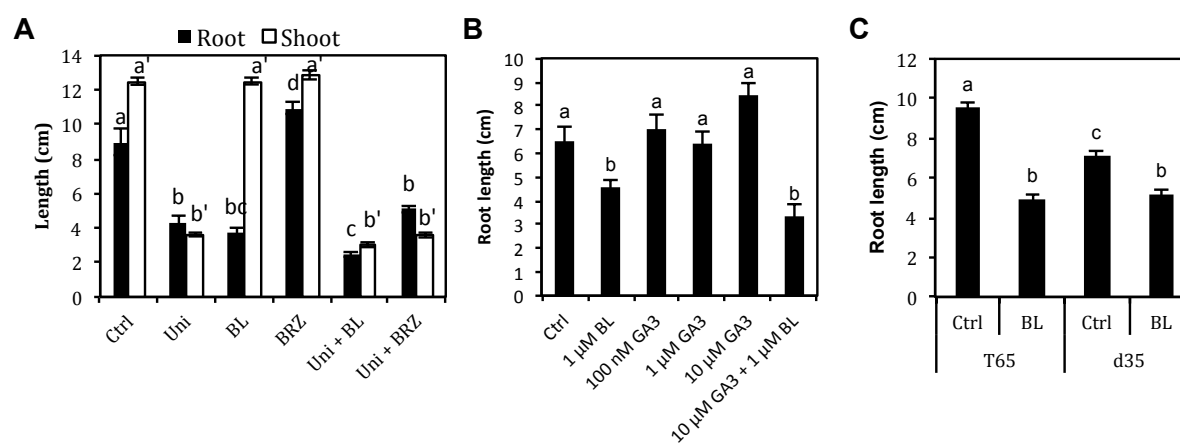 A
■ Root □ Shoot
Length (cm)
14
12
10
8
6
4
2
0
a
a
b
b'
bc
a
d
a
c
b'
b
b'
Ctrl
Uni
BL
BRZ
Uni + BL
Uni + BRZ
B
Root length (cm)
10
9
8
7
6
5
4
3
2
1
0
a
b
a
a
a
b
Ctrl
1 µM BL
100 nM GA3
1 µM GA3
10 µM GA3
10 µM GA3 + 1 µM BL
C
Root length (cm)
12
10
8
6
4
2
0
a
b
c
b
Ctrl BL Ctrl BL
T65 d35